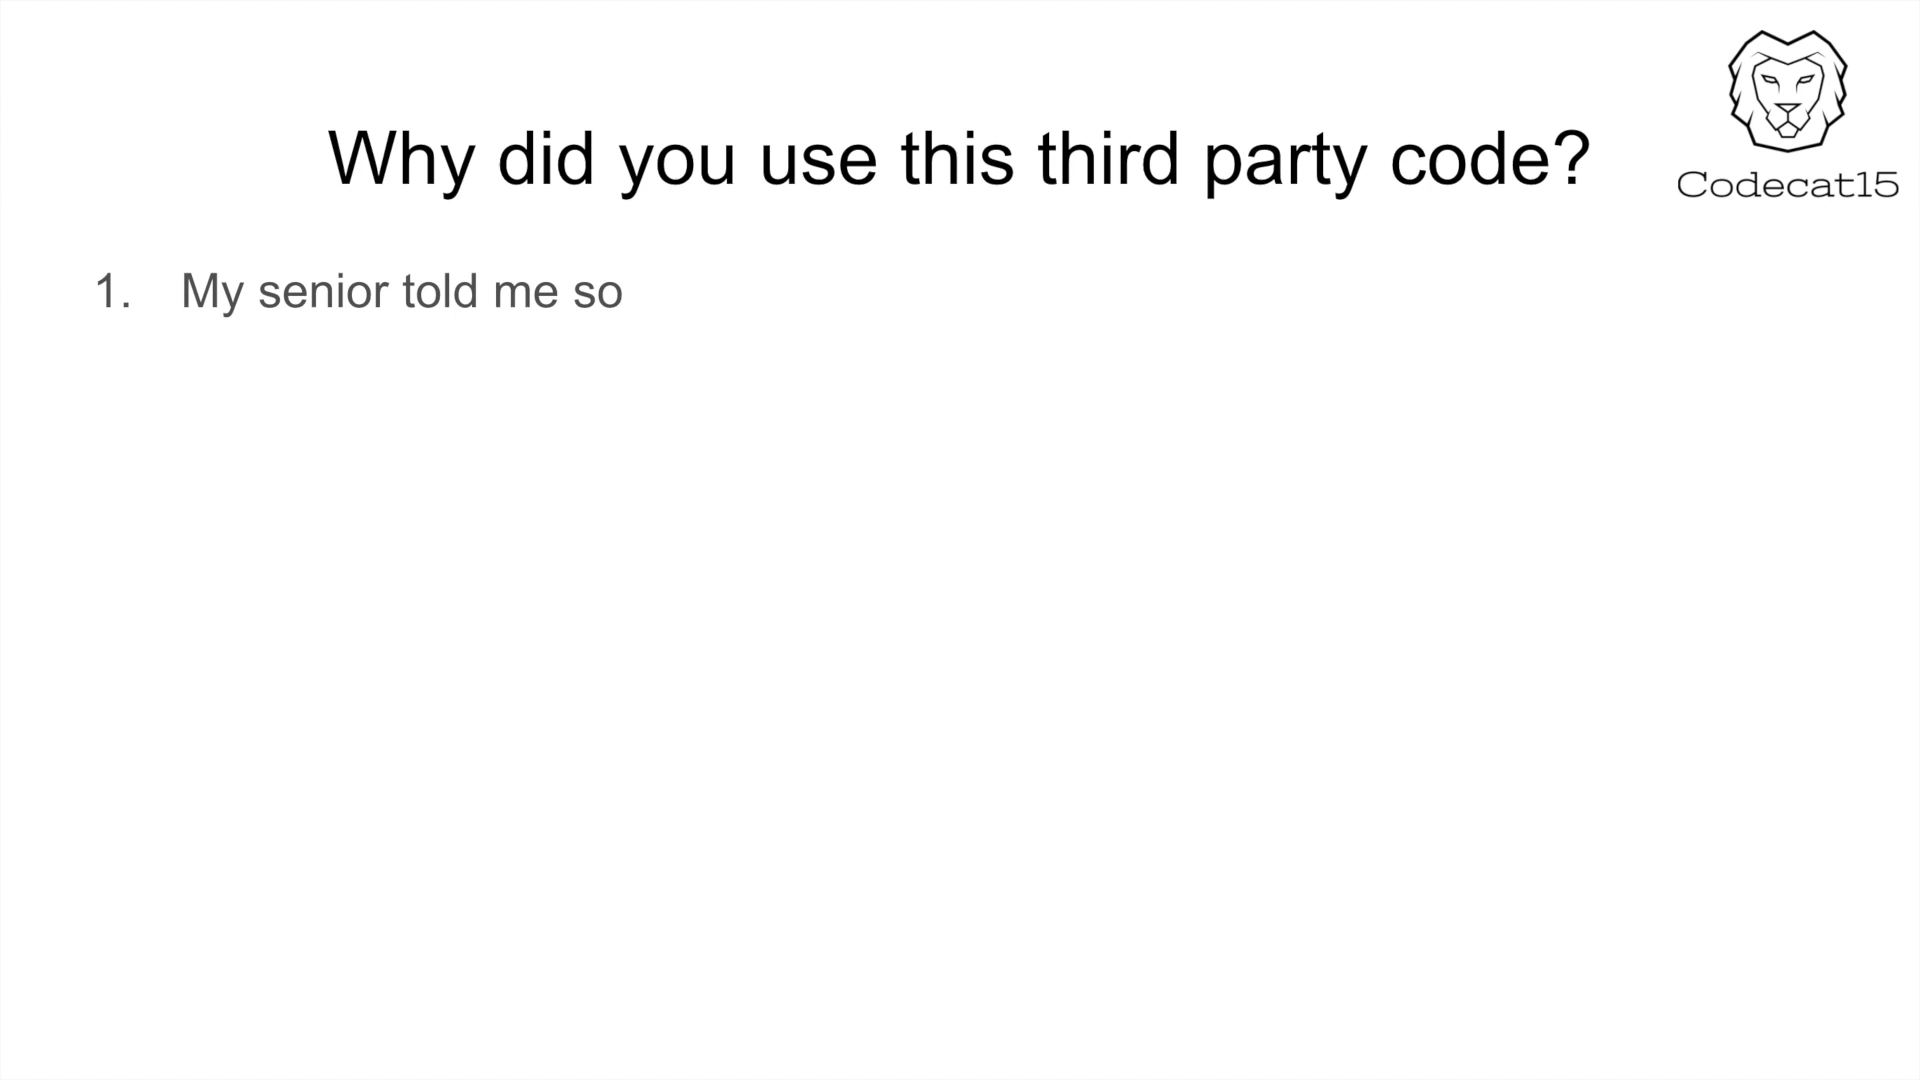 Why did you use this third party code?
Codecat15
1. My senior told me so